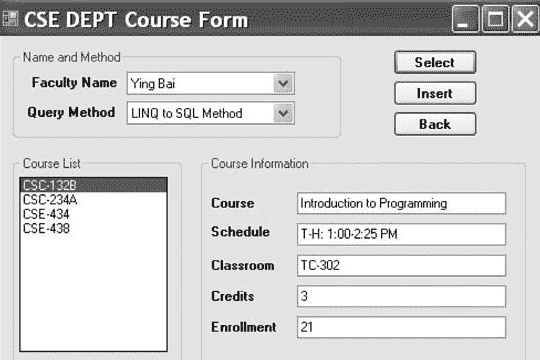 CSE DEPT Course Form
Name and Method
Faculty Name Ying Bai
Query Method LINQ to SQL Method
Select
Insert
Back
Course List
CSC-132B
CSC-234A
CSE-434
CSE-438
Course Information
Course Introduction to Programming
Schedule T-H: 1:00-2:25 PM
Classroom TC-302
Credits 3
Enrollment 21